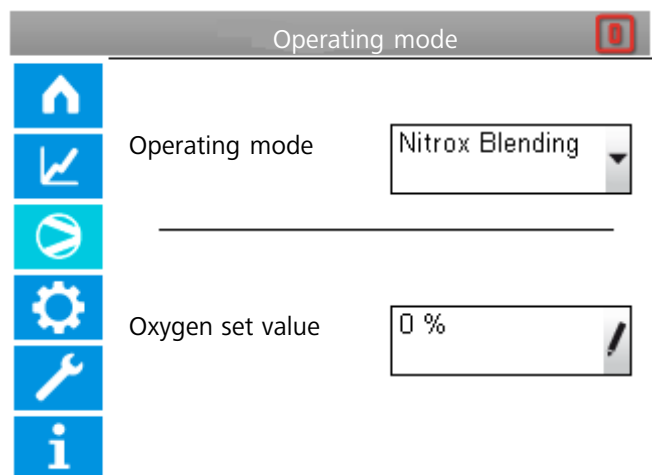 Operating mode
0
Operating mode
Nitrox Blending
Oxygen set value
0 %
i